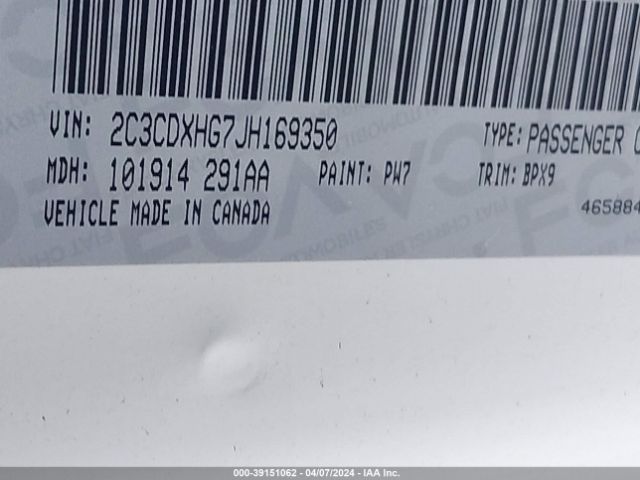 VIN: 2C3CDXHG7JH169350 TYPE: PASSENGER
MDH: 101914 291AA PAINT: PW7 TRIM: BPX9
VEHICLE MADE IN CANADA 465884
000-39151062 - 04/07/2024 - IAA Inc.